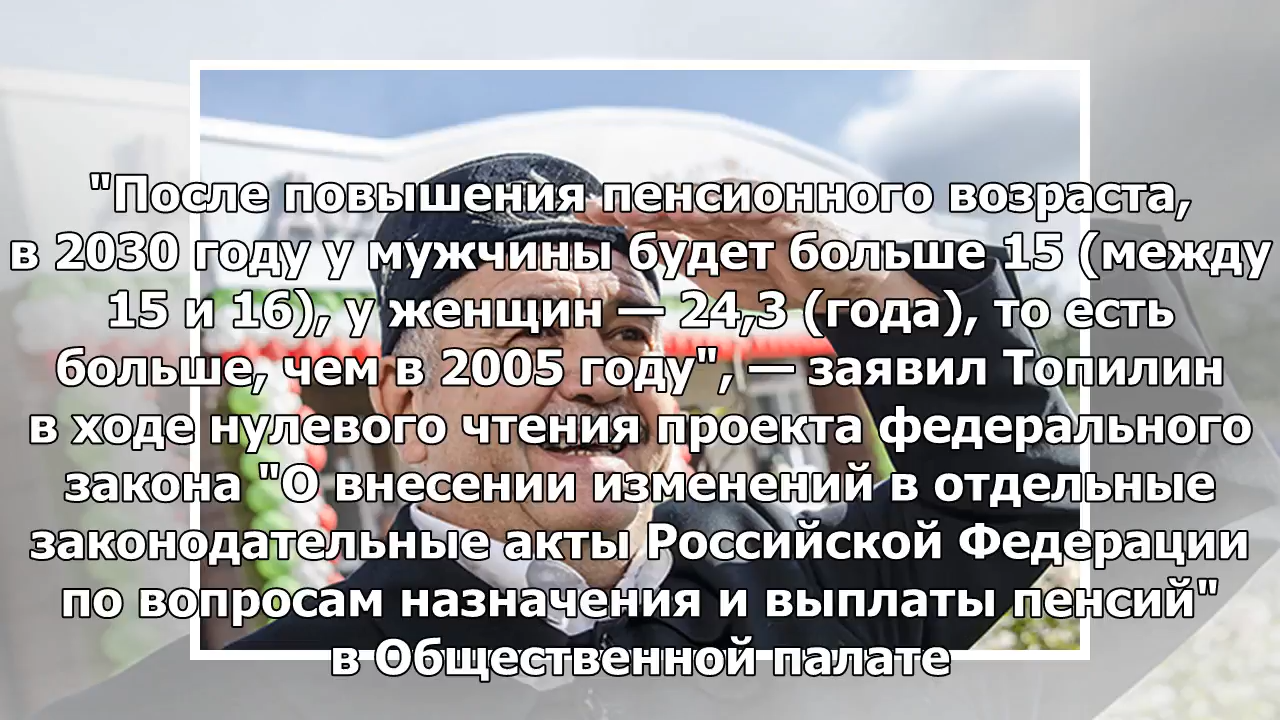 "После повышения пенсионного возраста,
в 2030 году у мужчины будет больше 15 (между
15 и 16), у женщин — 24,3 (года), то есть
больше, чем в 2005 году", — заявил Топилин
в ходе нулевого чтения проекта федерального
закона "О внесении изменений в отдельные
законодательные акты Российской Федерации
по вопросам назначения и выплаты пенсий"
в Общественной палате